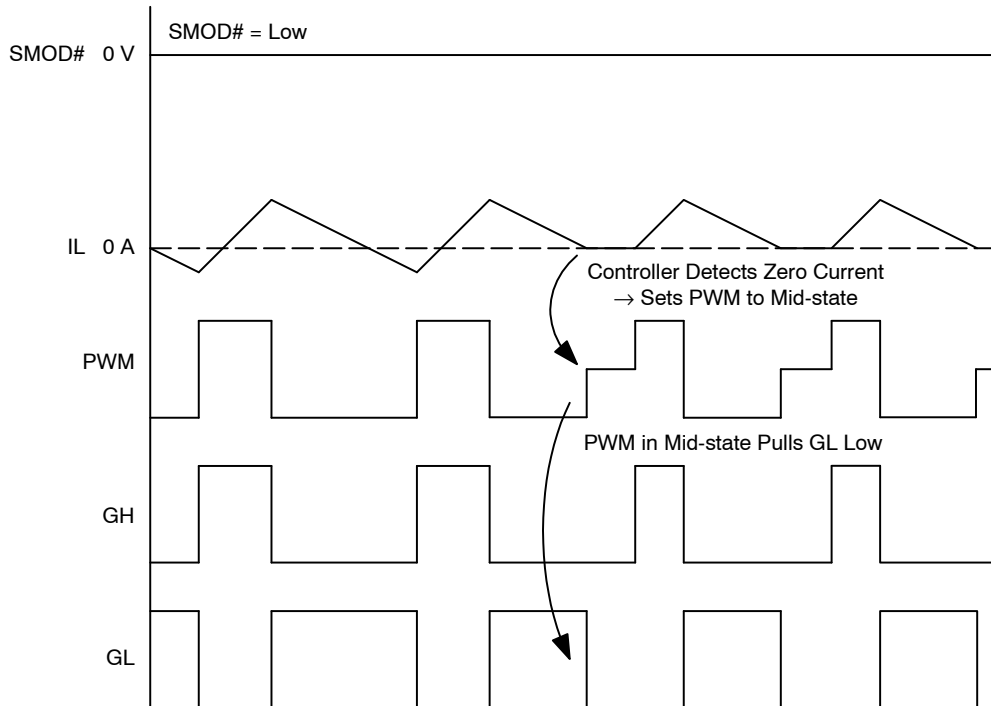 SMOD# = Low
SMOD# 0 V
IL 0 A
Controller Detects Zero Current
→ Sets PWM to Mid-state
PWM
PWM in Mid-state Pulls GL Low
GH
GL